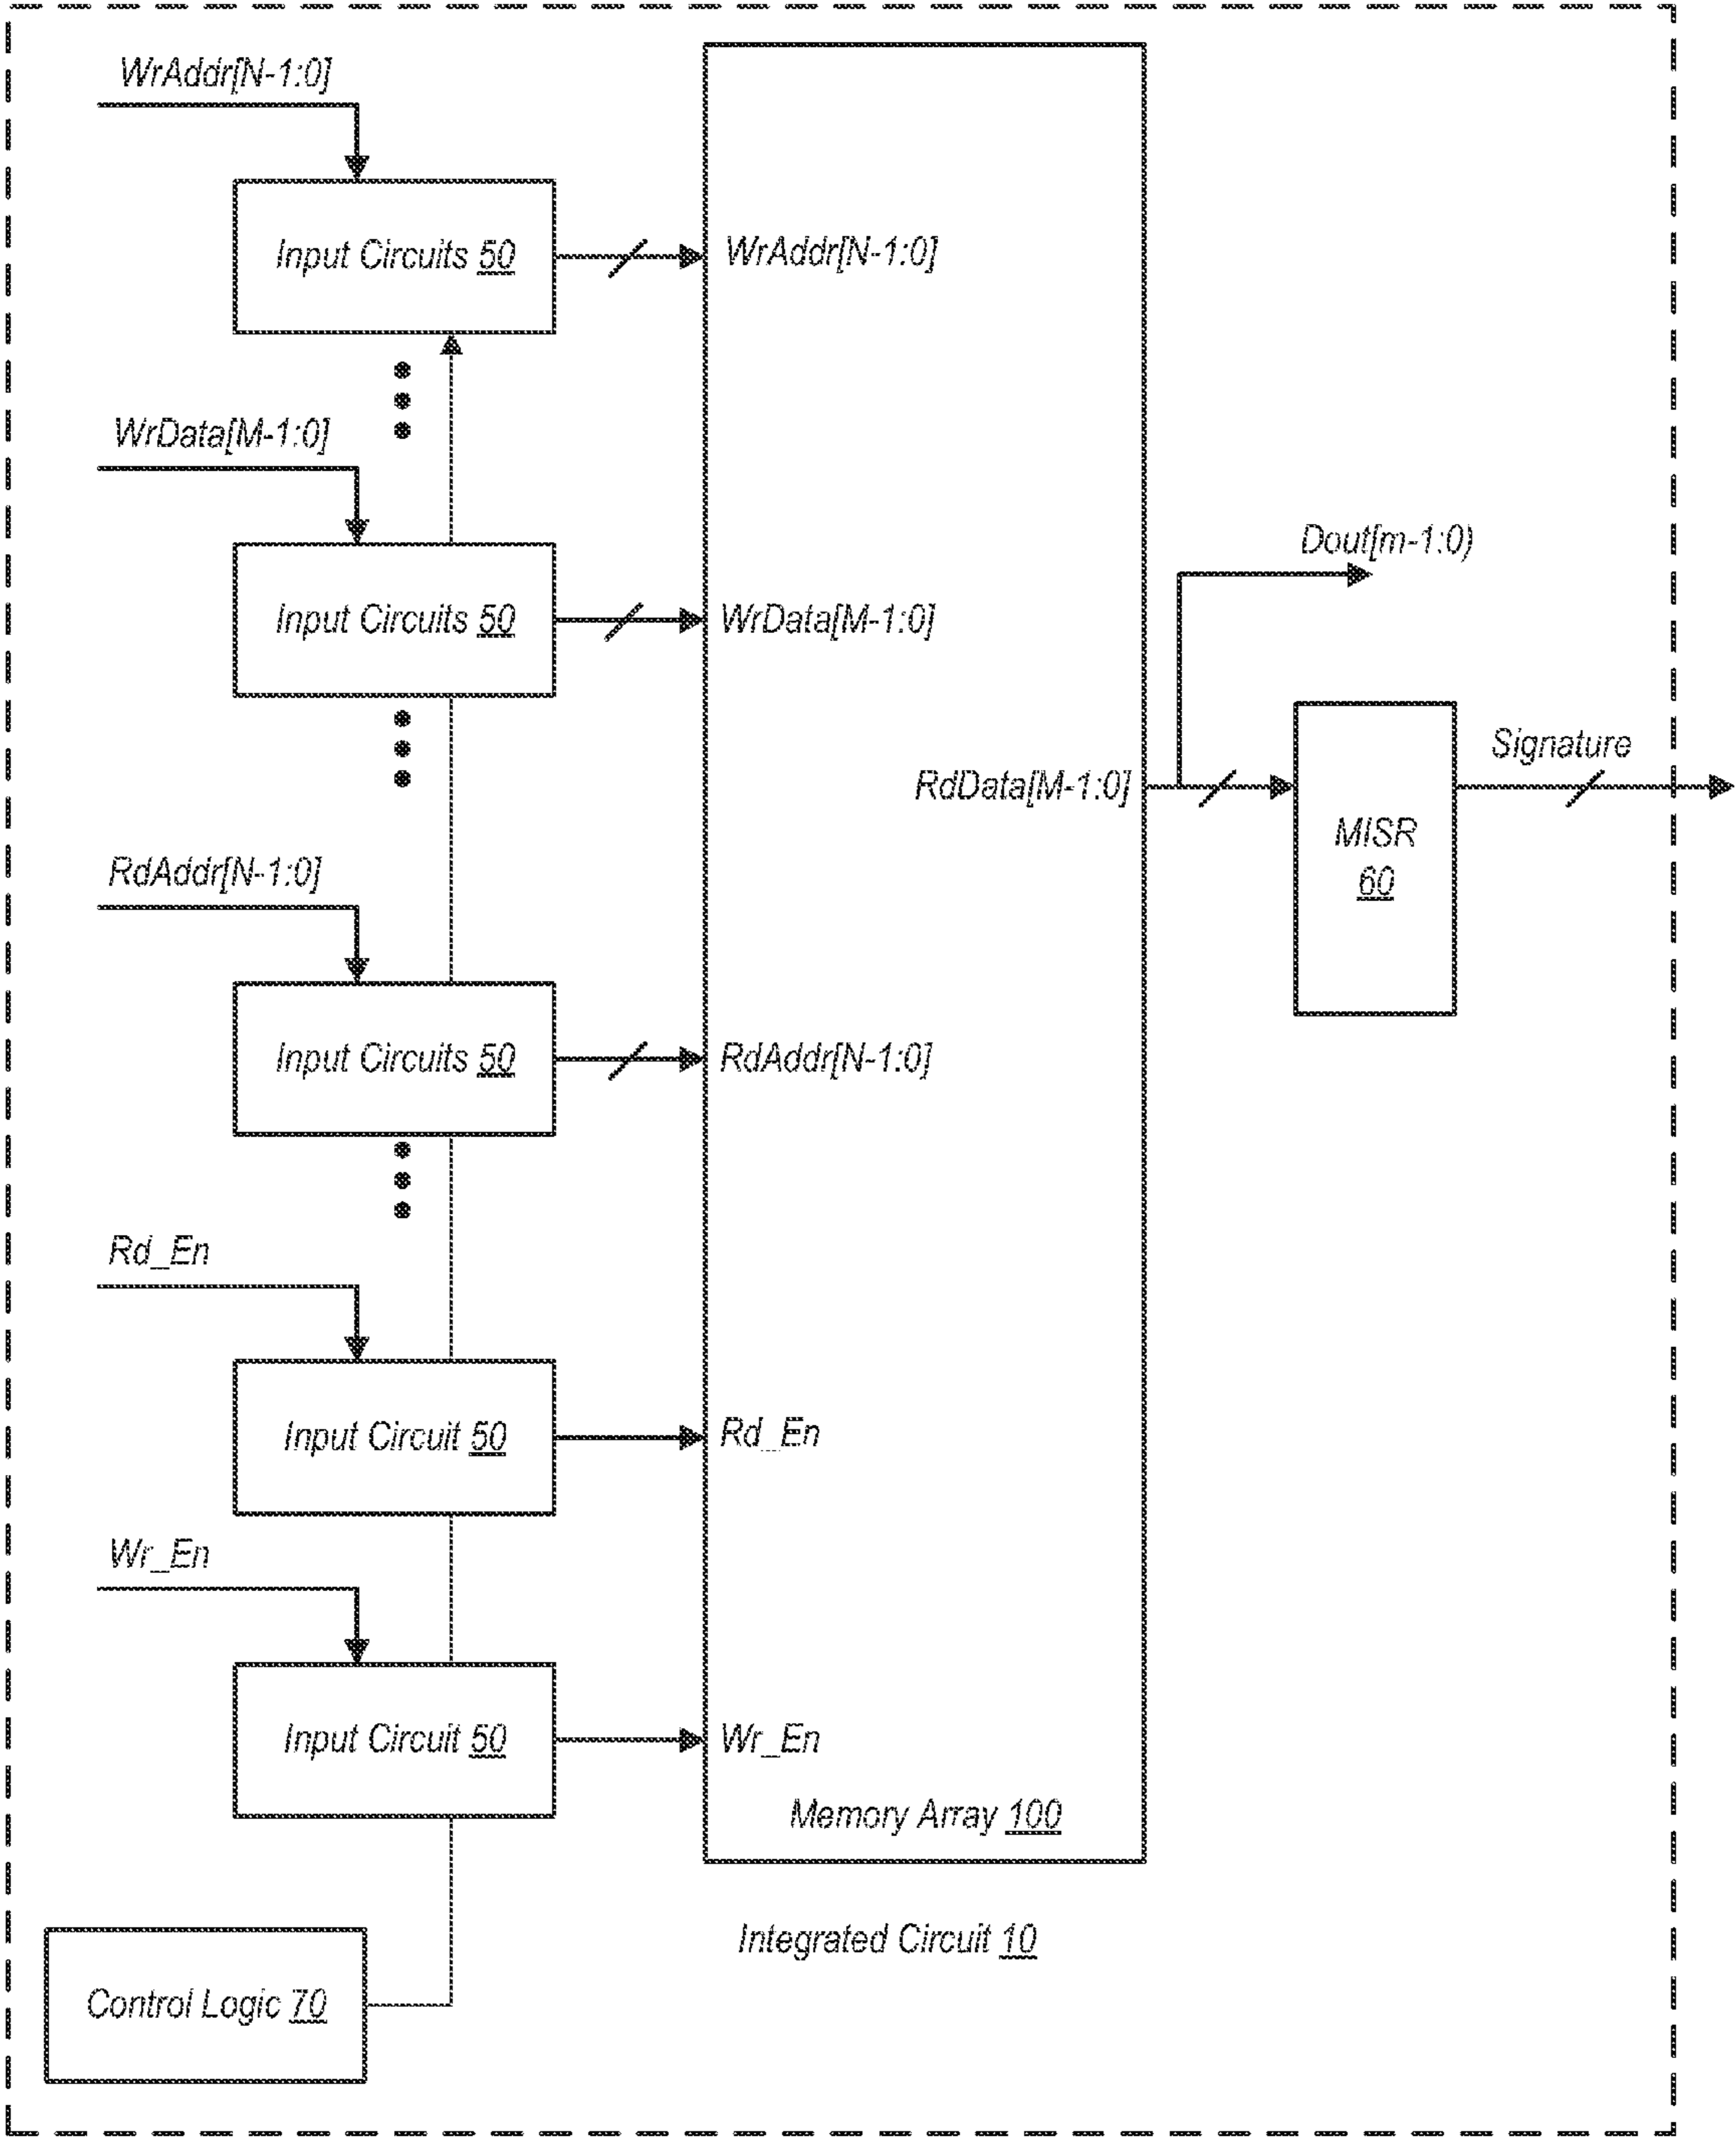 WrAddr[N-1:0]
Input Circuits 50
WrAddr[N-1:0]
WrData[M-1:0]
Dout[m-1:0)
Input Circuits 50
WrData[M-1:0]
Signature
RdData[M-1:0]
MISR
60
RdAddr[N-1:0]
Input Circuits 50
RdAddr[N-1:0]
Rd_En
Input Circuit 50
Rd_En
Wr_En
Input Circuit 50
Wr_En
Memory Array 100
Integrated Circuit 10
Control Logic 70